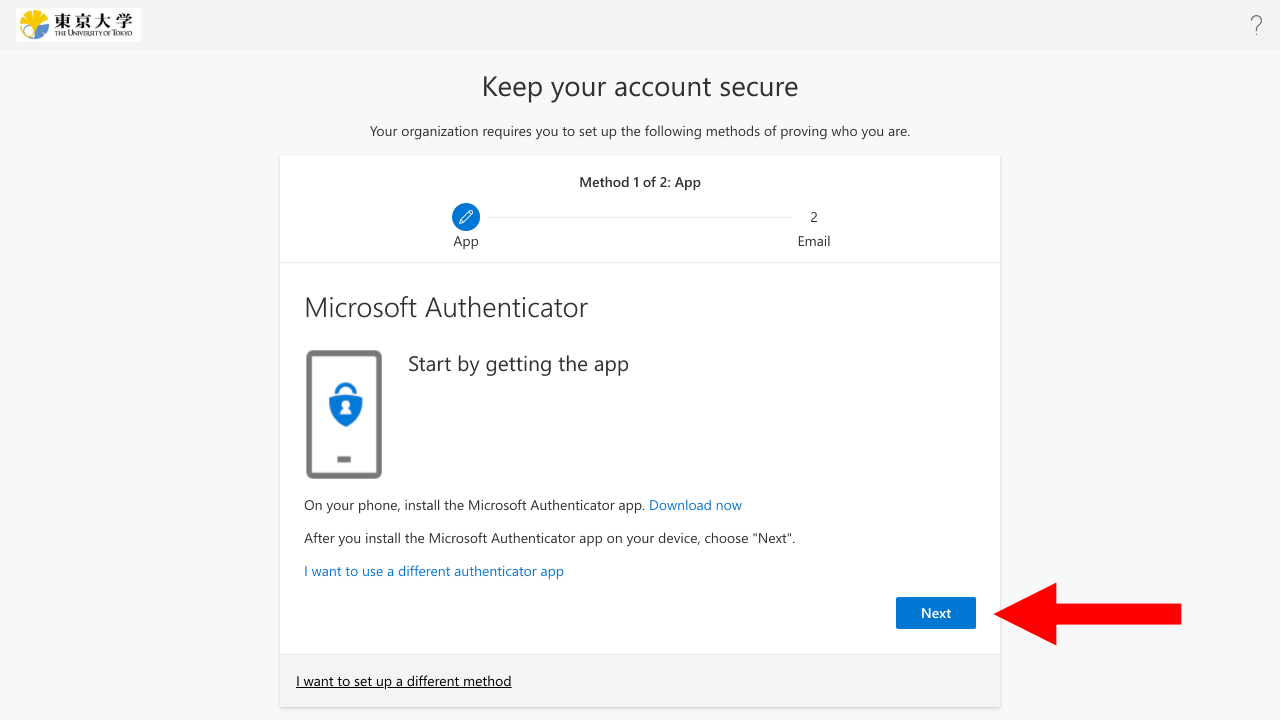 東京大学
THE UNIVERSITY OF TOKYO
?
Keep your account secure
Your organization requires you to set up the following methods of proving who you are.
Method 1 of 2: App
2
App
Email
Microsoft Authenticator
Start by getting the app
On your phone, install the Microsoft Authenticator app. Download now
After you install the Microsoft Authenticator app on your device, choose "Next".
I want to use a different authenticator app
Next
I want to set up a different method